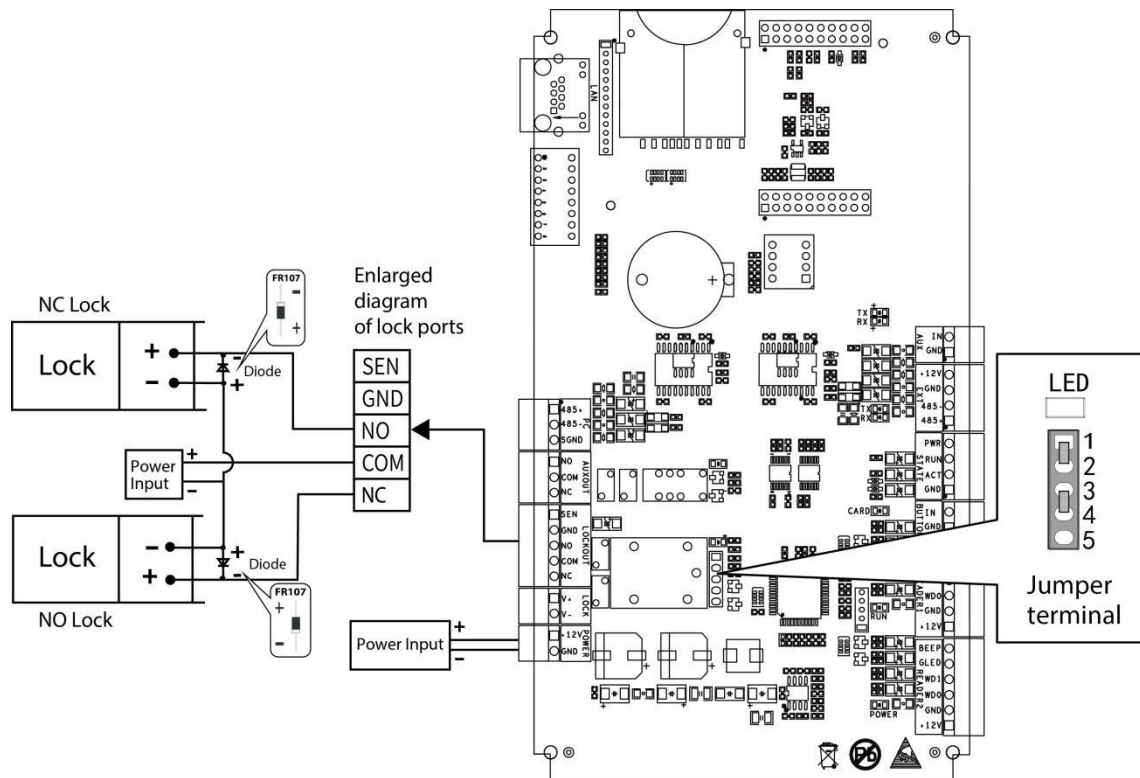 NC Lock
Lock
+
-
FR107
-
+
-
Diode
+
Enlarged
diagram
of lock ports
SEN
GND
NO
COM
NC
Power
Input
+
-
Lock
-
+
NO Lock
+
Diode
-
FR107
+
-
Power Input
+
-
LAN
+
485+
485-
SGND
PC
NO
COM
NC
AUXOUT
SEN
GND
NO
COM
NC
LOCKOUT
V+
V-
LOCK
+12V
GND
POWER
TX
RX
IN
GND
AUX
+12V
GND
485-
485+
EXT
TX
RX
PWR
RUN
ACT
GND
STATE
CARD
IN
GND
WD0
GND
+12V
RUN
BEEP
GLED
WD1
WD0
GND
+12V
READER2
POWER
Pb
LED
1
2
3
4
5
Jumper
terminal